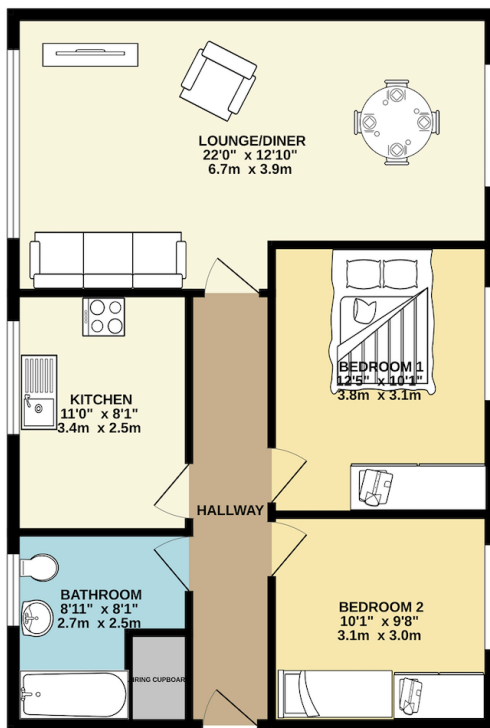 LOUNGE/DINER
22'0" x 12'10"
6.7m x 3.9m
BEDROOM 1
12'5" x 10'1"
3.8m x 3.1m
KITCHEN
11'0" x 8'1"
3.4m x 2.5m
HALLWAY
BATHROOM
8'11" x 8'1"
2.7m x 2.5m
BEDROOM 2
10'1" x 9'8"
3.1m x 3.0m